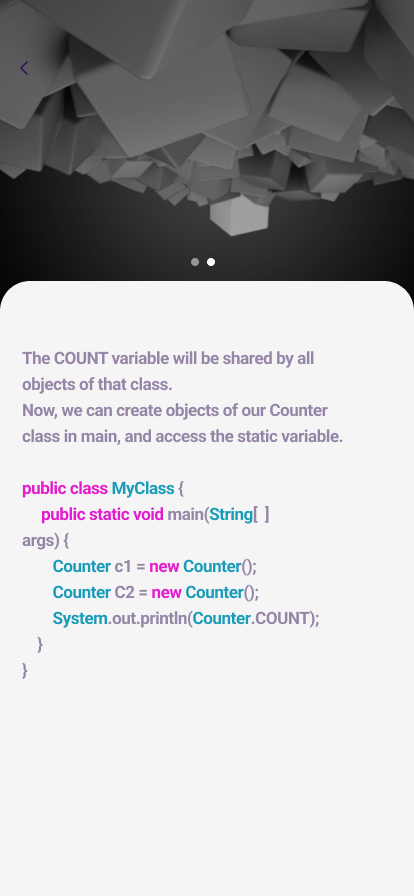 The COUNT variable will be shared by all
objects of that class.
Now, we can create objects of our Counter
class in main, and access the static variable.
public class MyClass {
public static void main(String[ ]
args) {
Counter c1 = new Counter();
Counter C2 = new Counter();
System.out.println(Counter.COUNT);
}
}